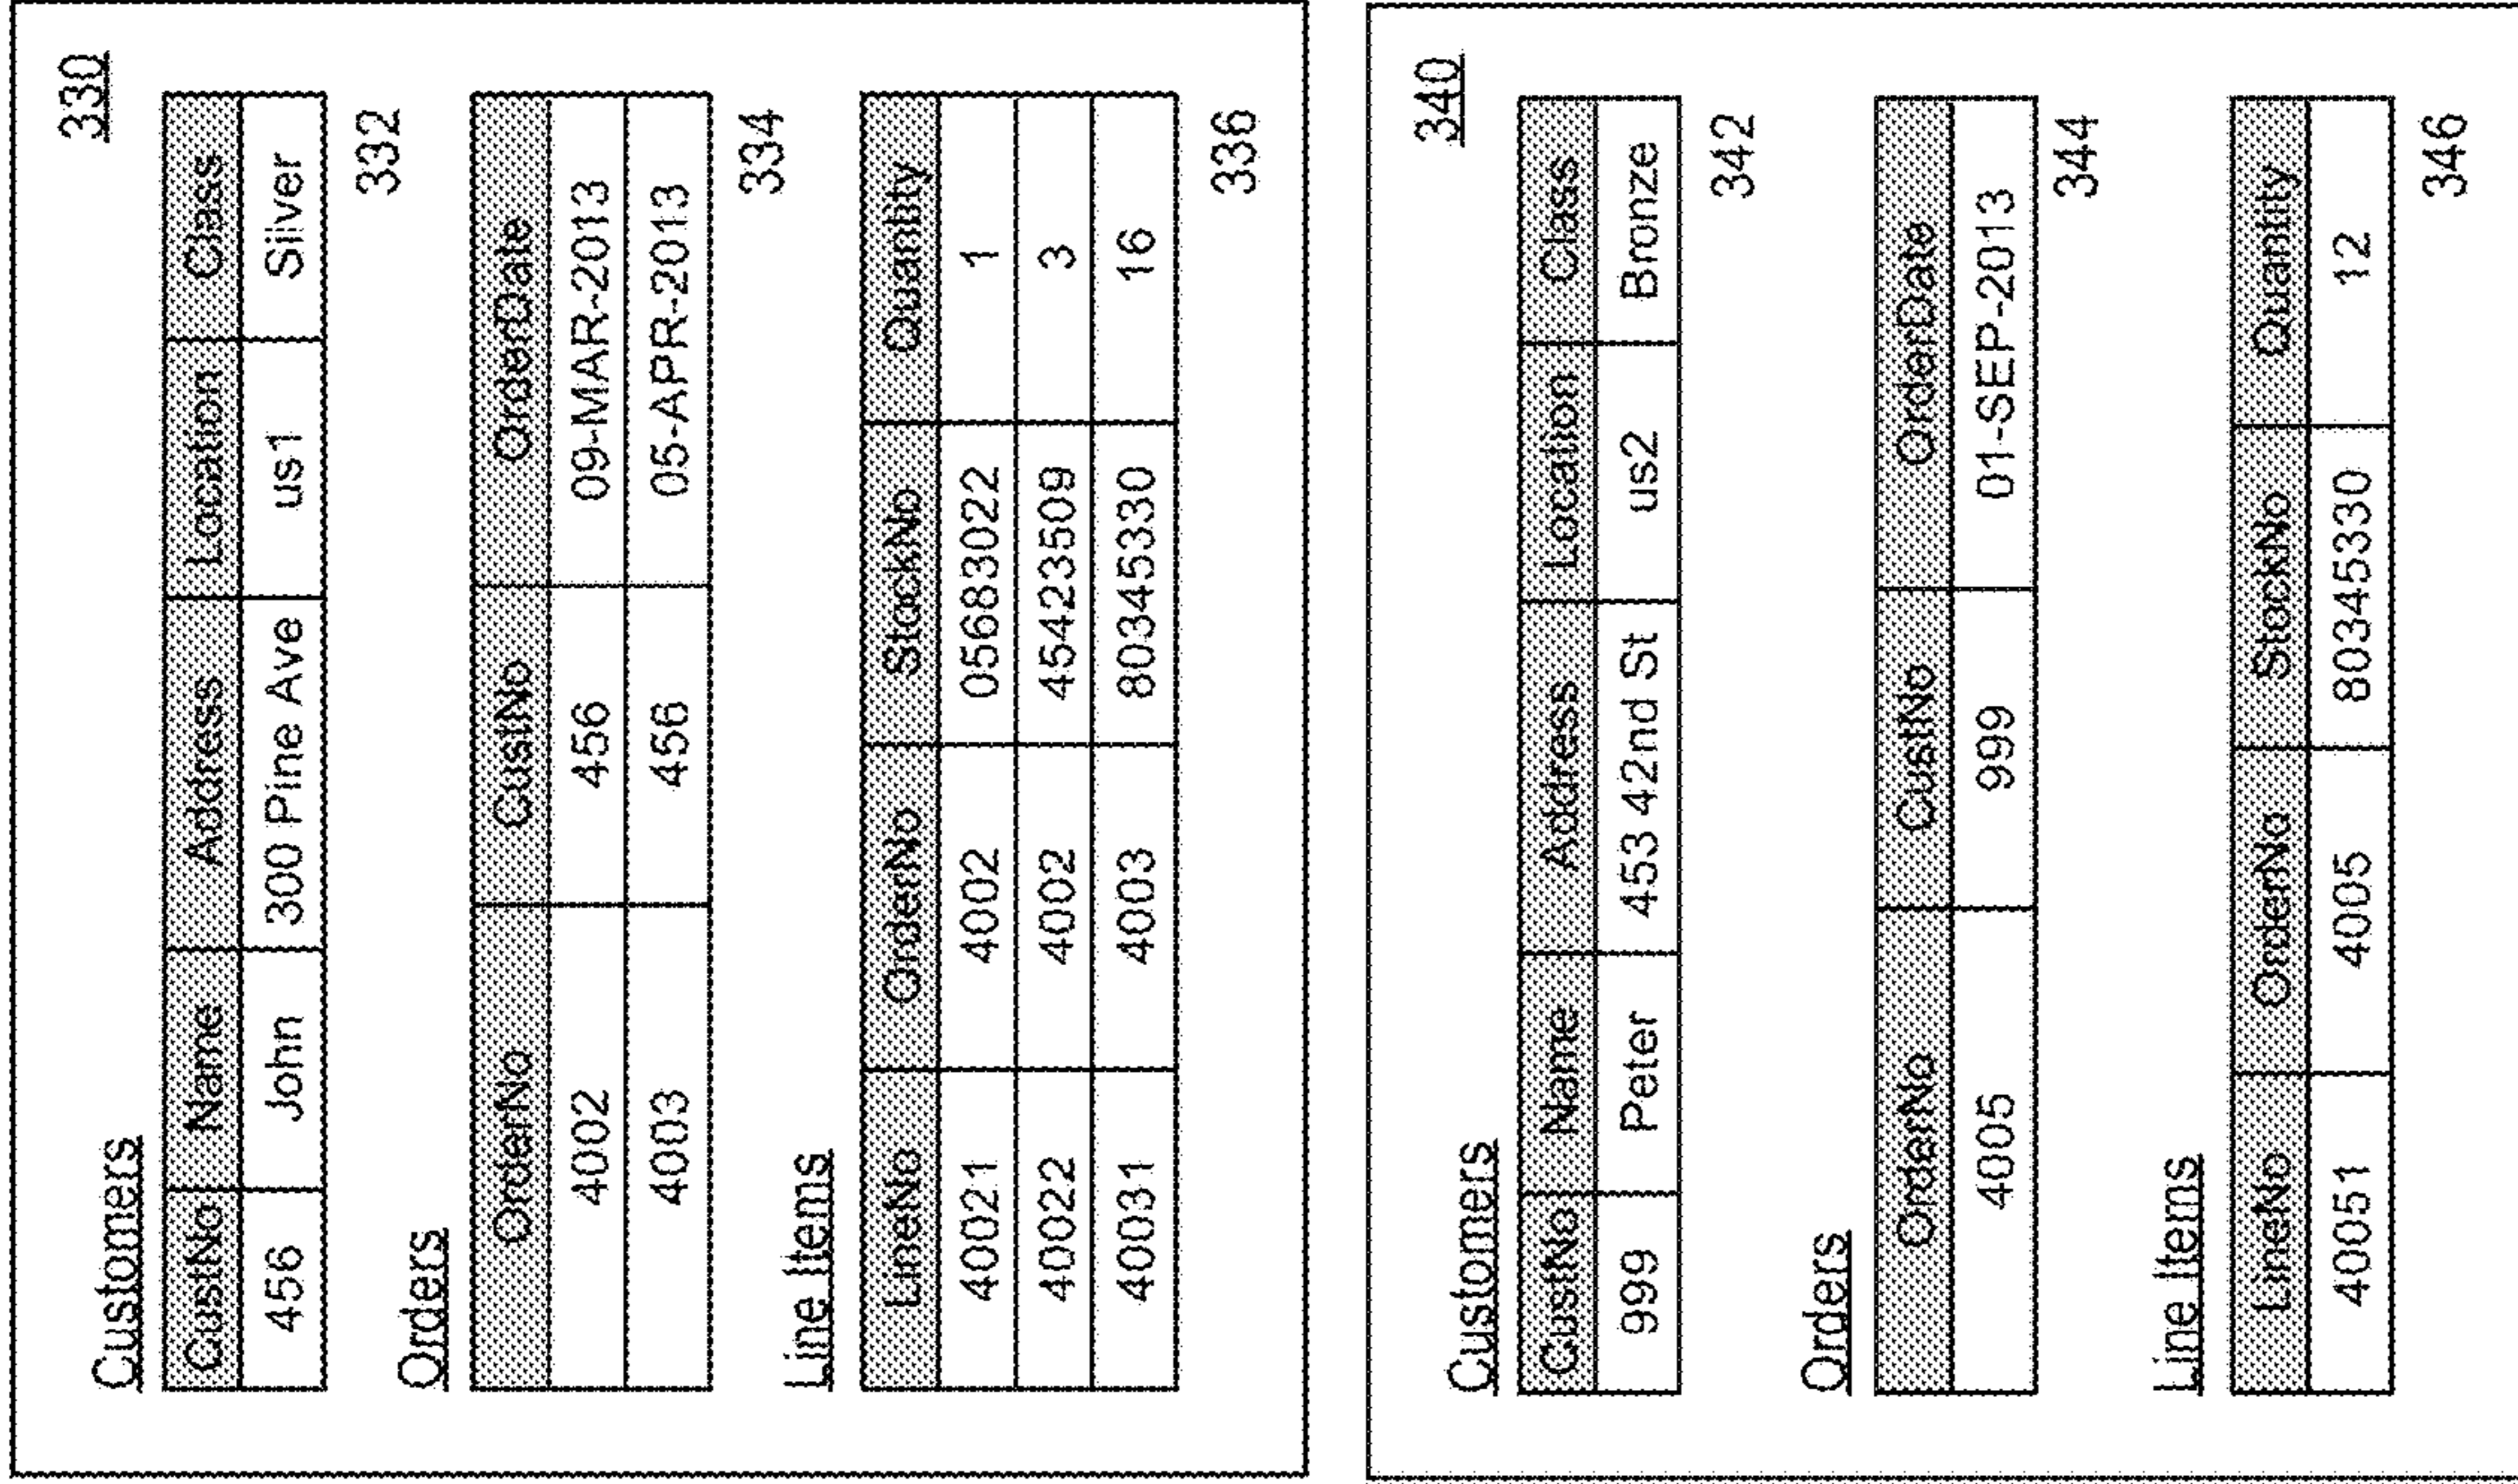 330
Customers
CustNo Name Address Location Class
456 John 300 Pine Ave us1 Silver
332
Orders
OrderNo CustNo OrderDate
4002 456 09-MAR-2013
4003 456 05-APR-2013
334
Line Items
LineNo OrderNo StockNo Quantity
40021 4002 05683022 1
40022 4002 45423509 3
40031 4003 80345330 16
336
340
Customers
CustNo Name Address Location Class
999 Peter 453 42nd St us2 Bronze
342
Orders
OrderNo CustNo OrderDate
4005 999 01-SEP-2013
344
Line Items
LineNo OrderNo StockNo Quantity
40051 4005 80345330 12
346